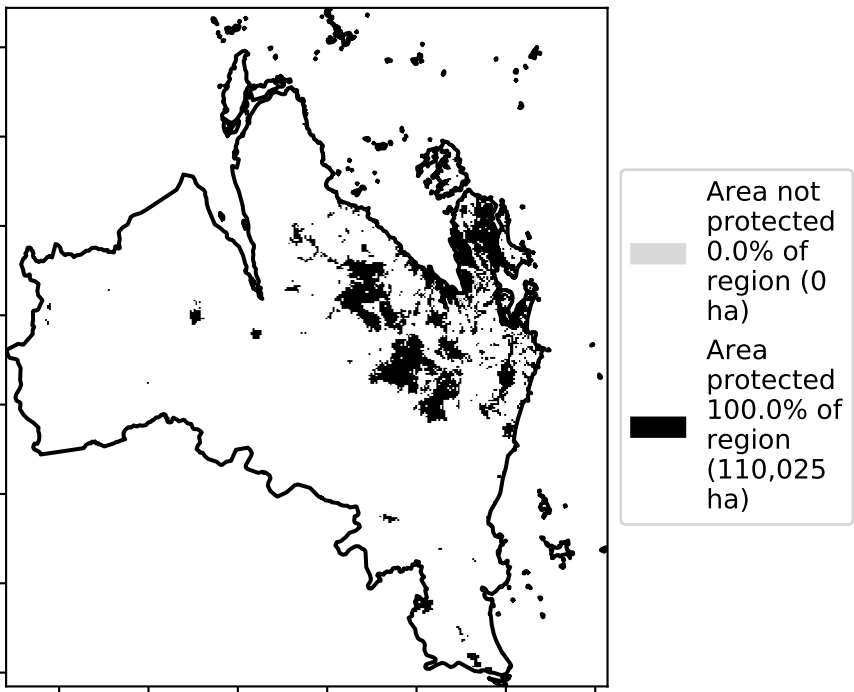 Area not
protected
0.0% of
region (0
ha)
Area
protected
100.0% of
region
(110,025
ha)